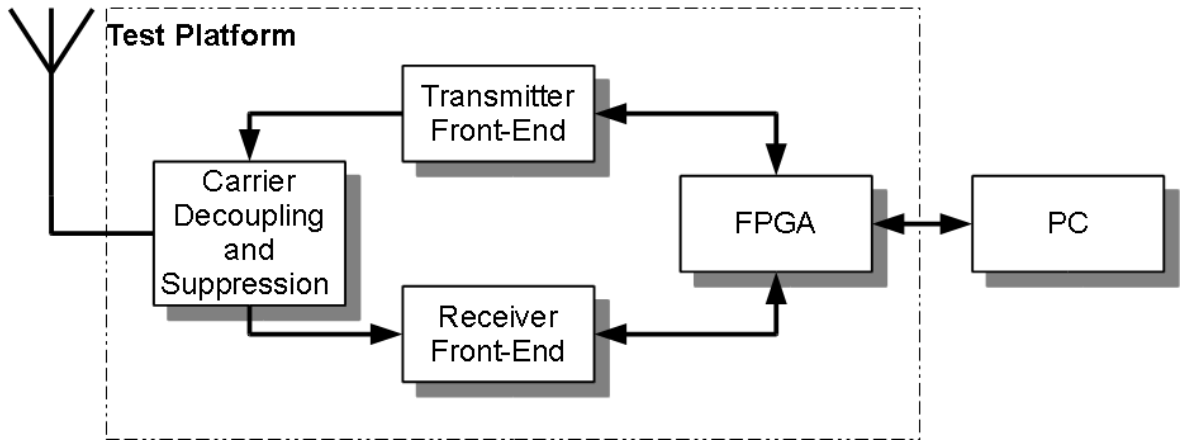 Test Platform
Transmitter
Front-End
Carrier
Decoupling
and
Suppression
FPGA
PC
Receiver
Front-End